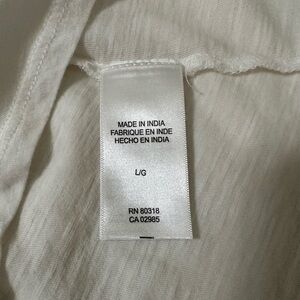 MADE IN INDIA
FABRIQUE EN INDE
HECHO EN INDIA
L/G
RN 80318
CA 02985